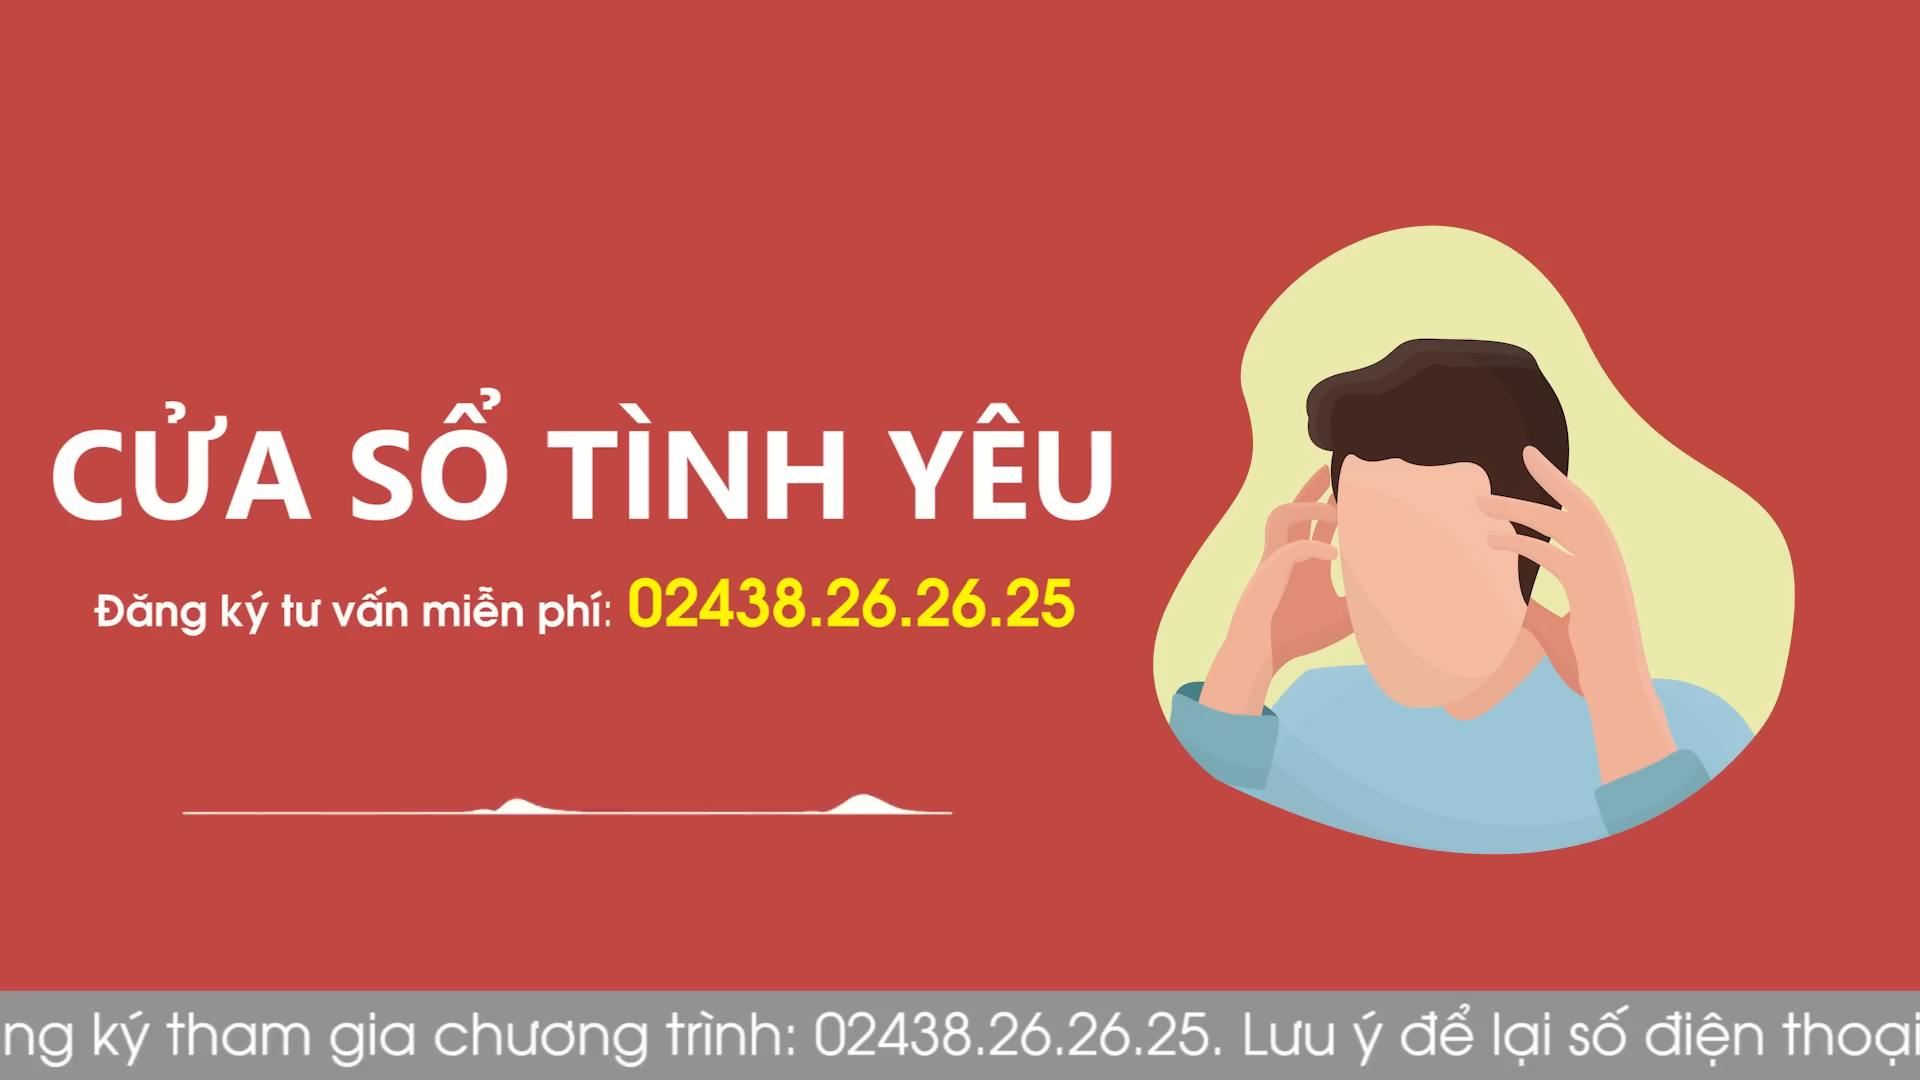 CỬA SỔ TÌNH YÊU
Đăng ký tư vấn miễn phí: 02438.26.26.25
ng ký tham gia chương trình: 02438.26.26.25. Lưu ý để lại số điện thoại